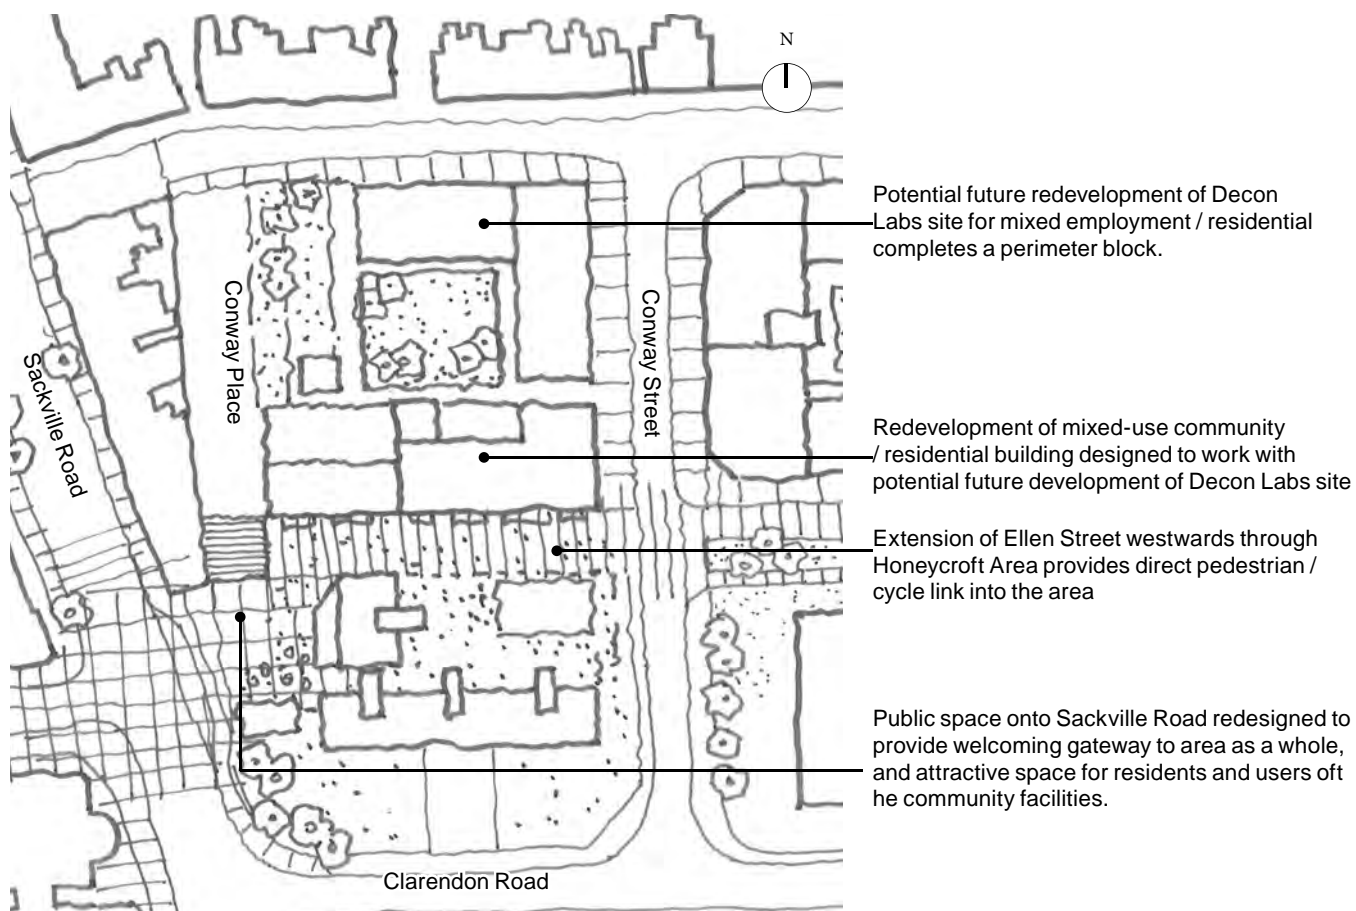 N
Potential future redevelopment of Decon
Labs site for mixed employment / residential
completes a perimeter block.
Conway Place
Conway Street
Sackville Road
Redevelopment of mixed-use community
/ residential building designed to work with
potential future development of Decon Labs site
Extension of Ellen Street westwards through
Honeycroft Area provides direct pedestrian /
cycle link into the area
Public space onto Sackville Road redesigned to
provide welcoming gateway to area as a whole,
and attractive space for residents and users oft
he community facilities.
Clarendon Road